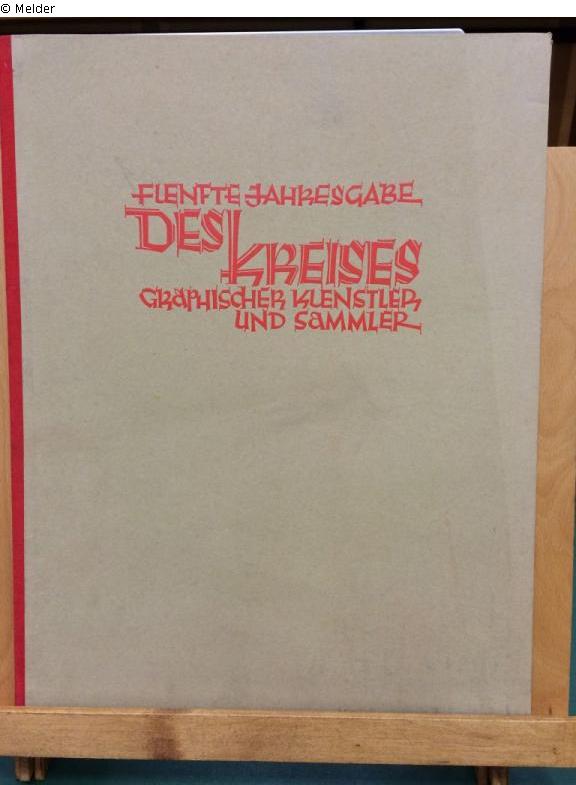 © Melder
FUENFTE JAHRESGABE
DES KREISES
GRAPHISCHER KUENSTLER
UND SAMMLER